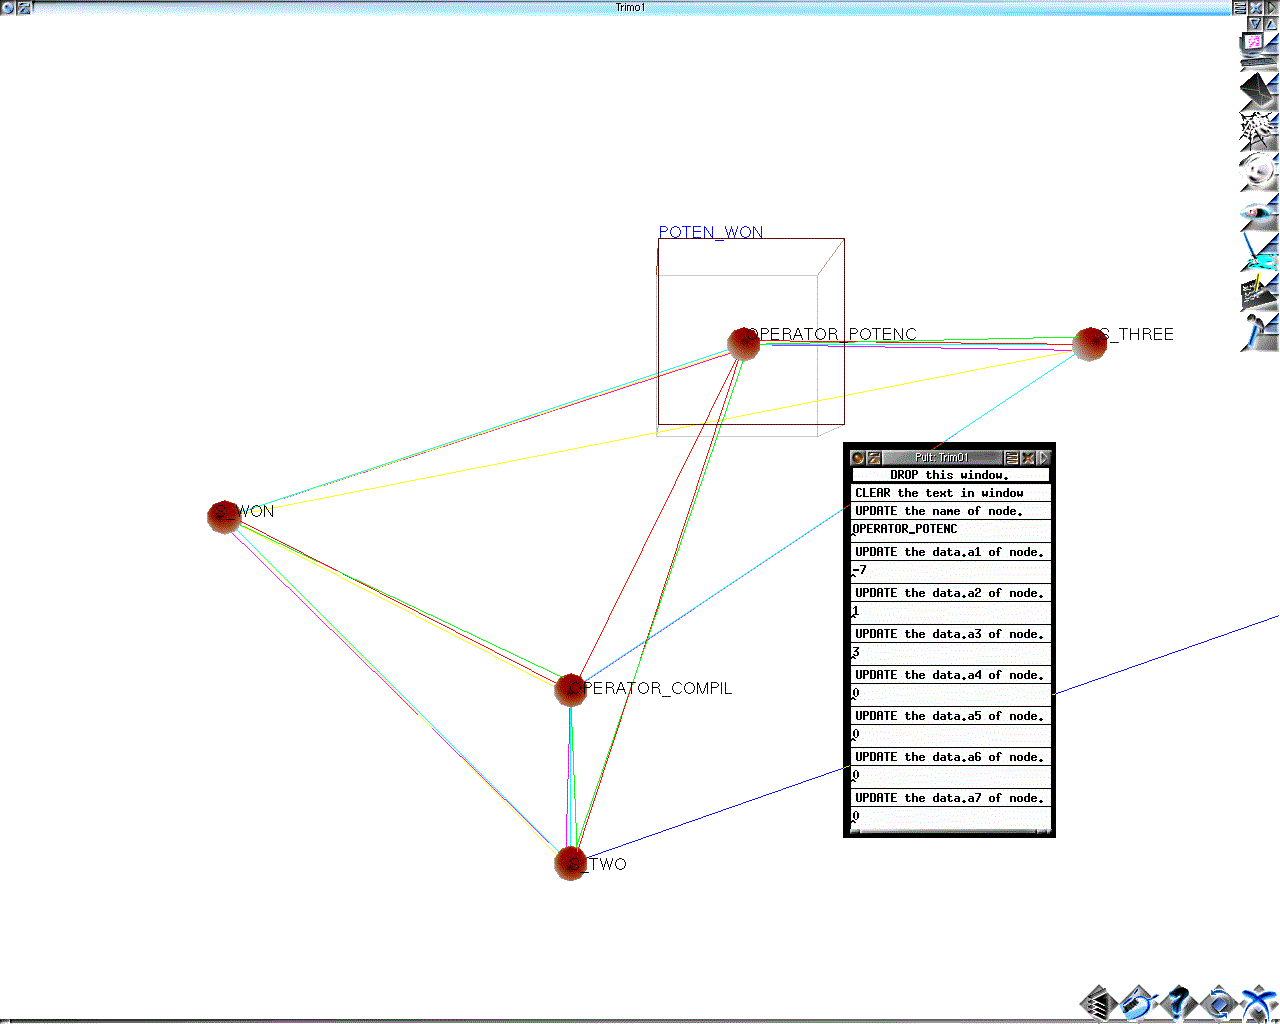 Trimo1
POTEN_WON
OPERATOR_POTENC
S_THREE
Pult: Trim01
DROP this window.
CLEAR the text in window
UPDATE the name of node.
OPERATOR_POTENC
UPDATE the data.a1 of node.
-7
UPDATE the data.a2 of node.
1
UPDATE the data.a3 of node.
3
UPDATE the data.a4 of node.
0
UPDATE the data.a5 of node.
0
UPDATE the data.a6 of node.
0
UPDATE the data.a7 of node.
0
S_WON
OPERATOR_COMPIL
S_TWO